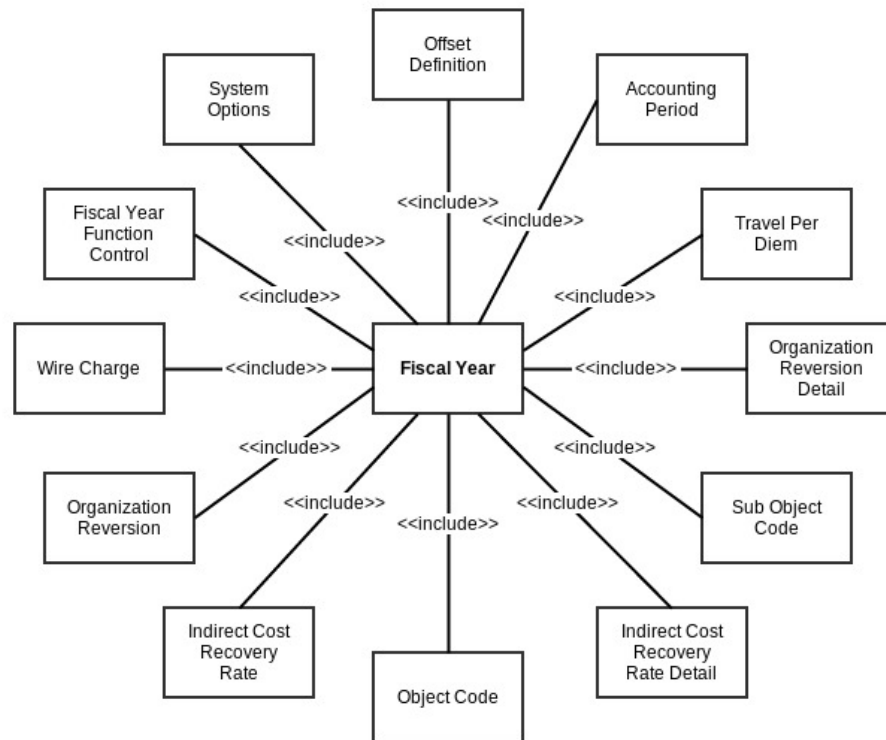 Offset
Definition
System
Options
Accounting
Period
<<include>>
<<include>>
<<include>>
Fiscal Year
Function
Control
Travel Per
Diem
<<include>>
<<include>>
Wire Charge
<<include>>
Fiscal Year
<<include>>
Organization
Reversion
Detail
<<include>>
<<include>>
Organization
Reversion
<<include>>
<<include>>
<<include>>
Sub Object
Code
Indirect Cost
Recovery
Rate
Object Code
Indirect Cost
Recovery
Rate Detail